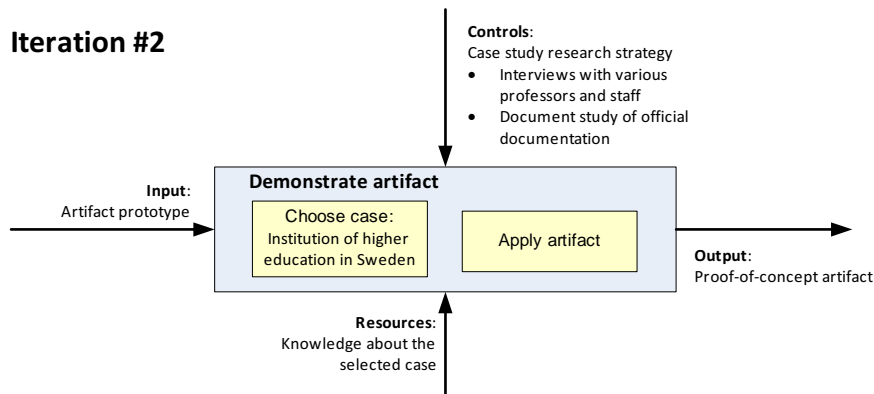 Iteration #2
Controls:
Case study research strategy
• Interviews with various
professors and staff
• Document study of official
documentation
Input:
Artifact prototype
Demonstrate artifact
Choose case:
Institution of higher
education in Sweden
Apply artifact
Output:
Proof-of-concept artifact
Resources:
Knowledge about the
selected case